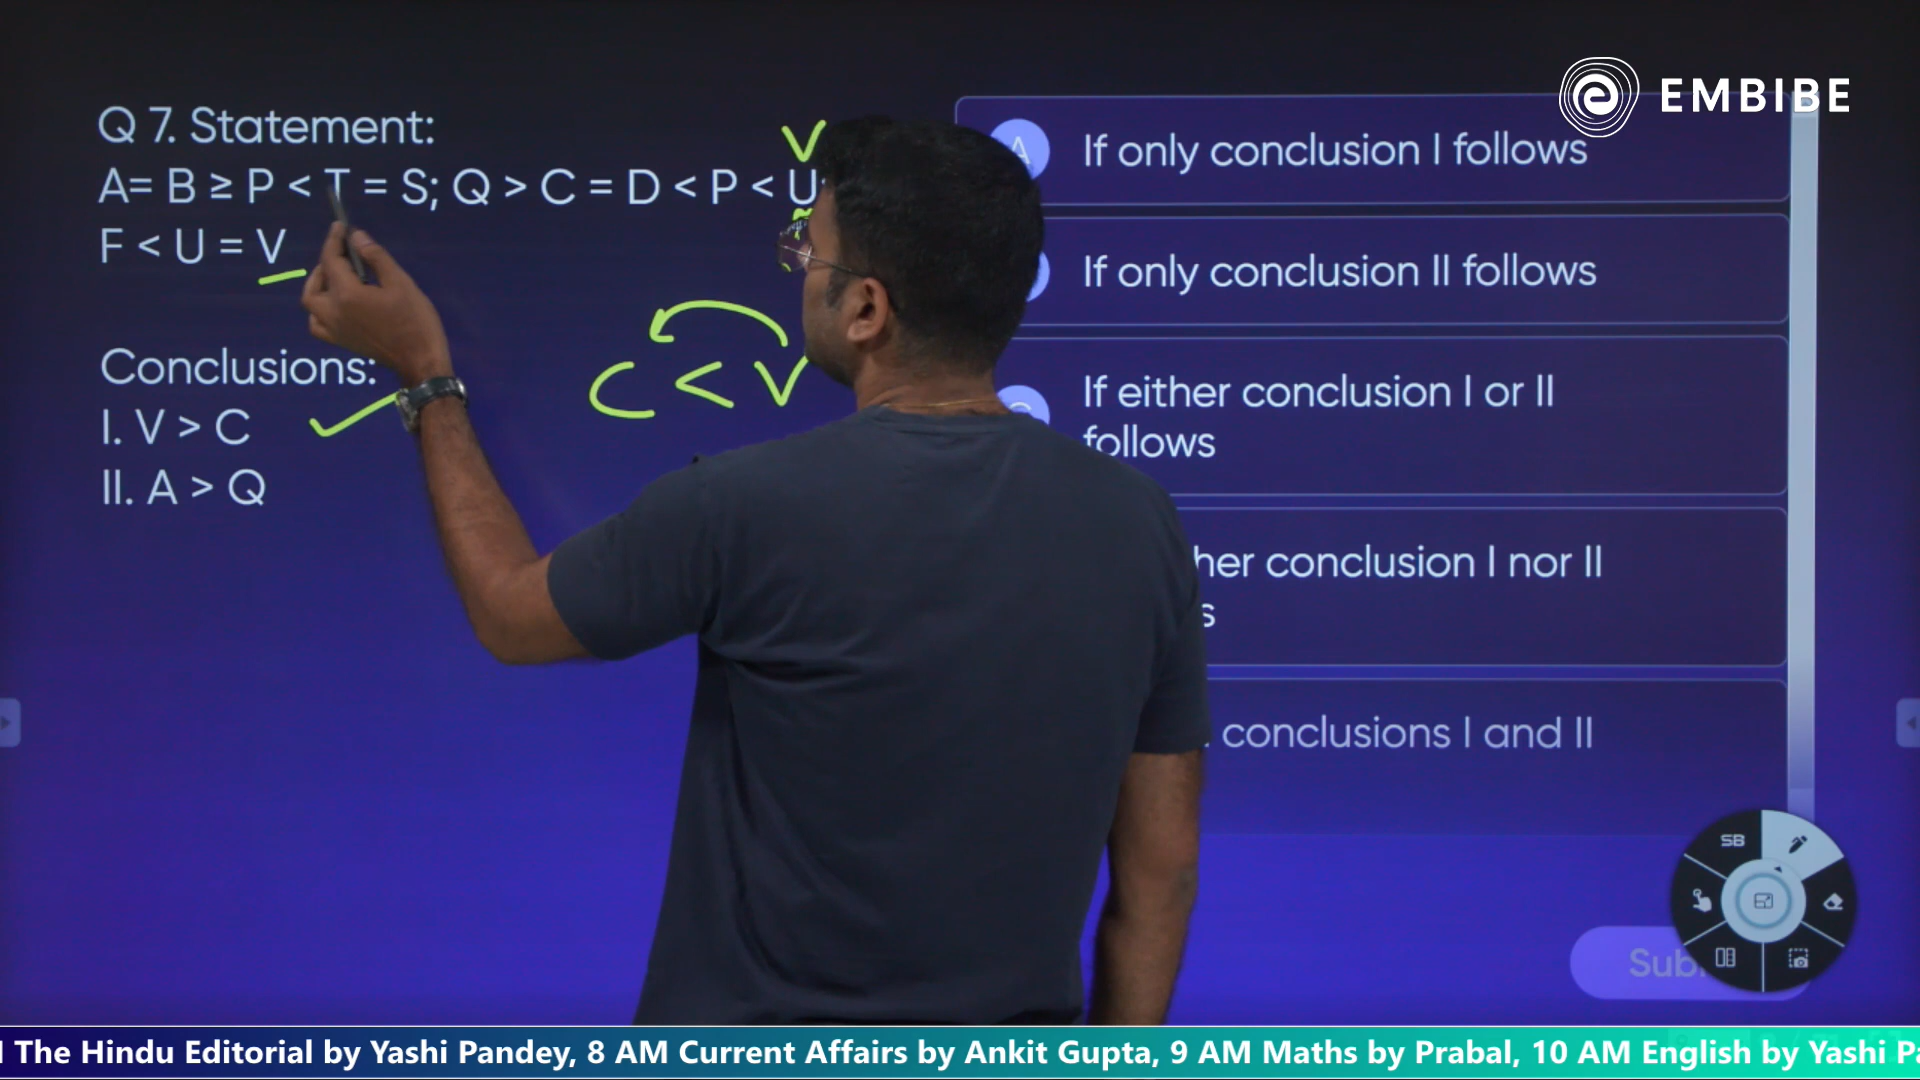 EMBIBE
Q 7. Statement:
A= B ≥ P < T = S; Q > C = D < P < U;
F < U = V
V
C < V
Conclusions:
I. V > C
II. A > Q
A If only conclusion I follows
If only conclusion II follows
If either conclusion I or II
follows
conclusion I nor II
conclusions I and II
SB
The Hindu Editorial by Yashi Pandey, 8 AM Current Affairs by Ankit Gupta, 9 AM Maths by Prabal, 10 AM English by Yashi